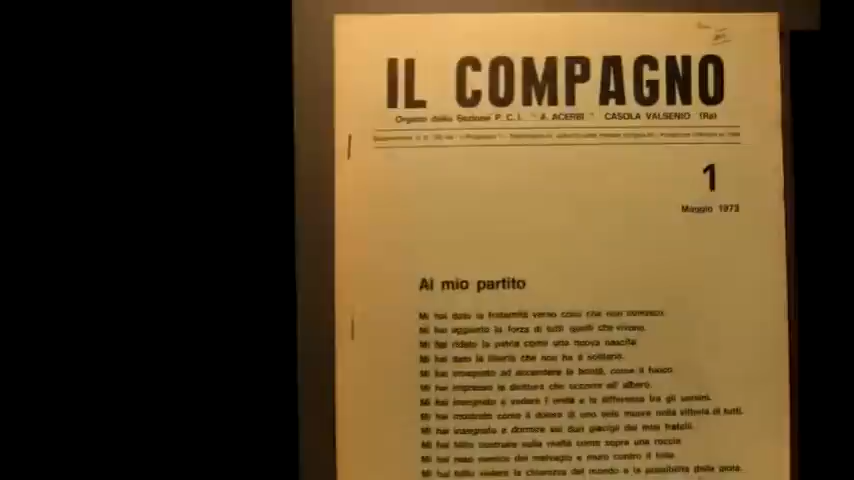 IL COMPAGNO
Organo della Sezione P.C.I. "A. ACERBI" CASOLA VALSENIO (Ra)
1
Maggio 1973
Al mio partito
Mi hai dato la fraternità verso colui che non conosco.
Mi hai aggiunto la forza di tutti quelli che vivono.
Mi hai ridato la patria come una nuova nascita
Mi hai dato la libertà che non ha il solitario.
Mi hai insegnato ad accendere la bontà, come il fuoco.
Mi hai impresso la dirittura che occorre all' albero.
Mi hai insegnato a vedere l' unità e la differenza tra gli uomini.
Mi hai mostrato come il dolore di uno solo muore nella vittoria di tutti.
Mi hai insegnato a dormire sui duri giacigli dei miei fratelli.
Mi hai fatto costruire sulla realtà come sopra una roccia.
Mi hai reso nemico del malvagio e muro contro il folle
Mi hai fatto vedere la chiarezza del mondo e la possibilità della gioia.